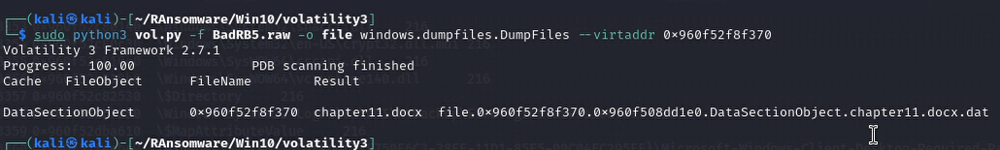 ┌──(kali㉿kali)-[~/RAnsomware/Win10/volatility3]
└─$ sudo python3 vol.py -f BadRB5.raw -o file windows.dumpfiles.DumpFiles --virtaddr 0×960f52f8f370
Volatility 3 Framework 2.7.1
Progress:  100.00               PDB scanning finished
Cache   FileObject      FileName        Result
DataSectionObject       0×960f52f8f370  chapter11.docx  file.0×960f52f8f370.0×960f508dd1e0.DataSectionObject.chapter11.docx.dat
┌──(kali㉿kali)-[~/RAnsomware/Win10/volatility3]